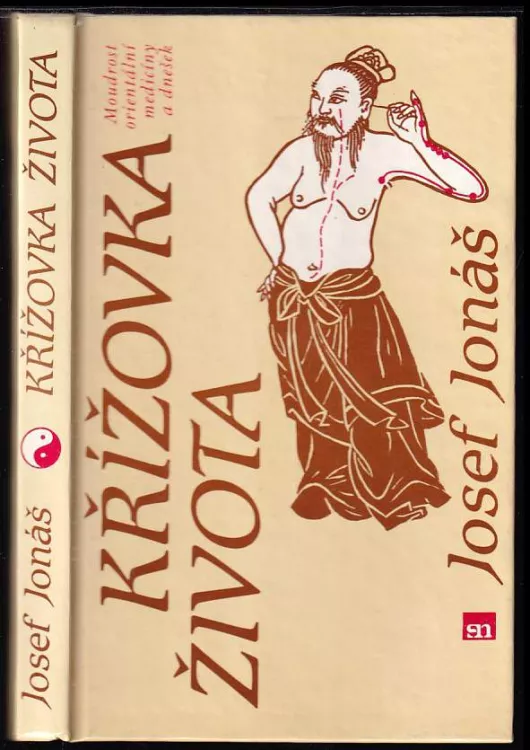 Josef Jonáš
KŘÍŽOVKA ŽIVOTA
Moudrost
orientální
medicíny
a dnešek
KŘÍŽOVKA
ŽIVOTA
Josef Jonáš
sn